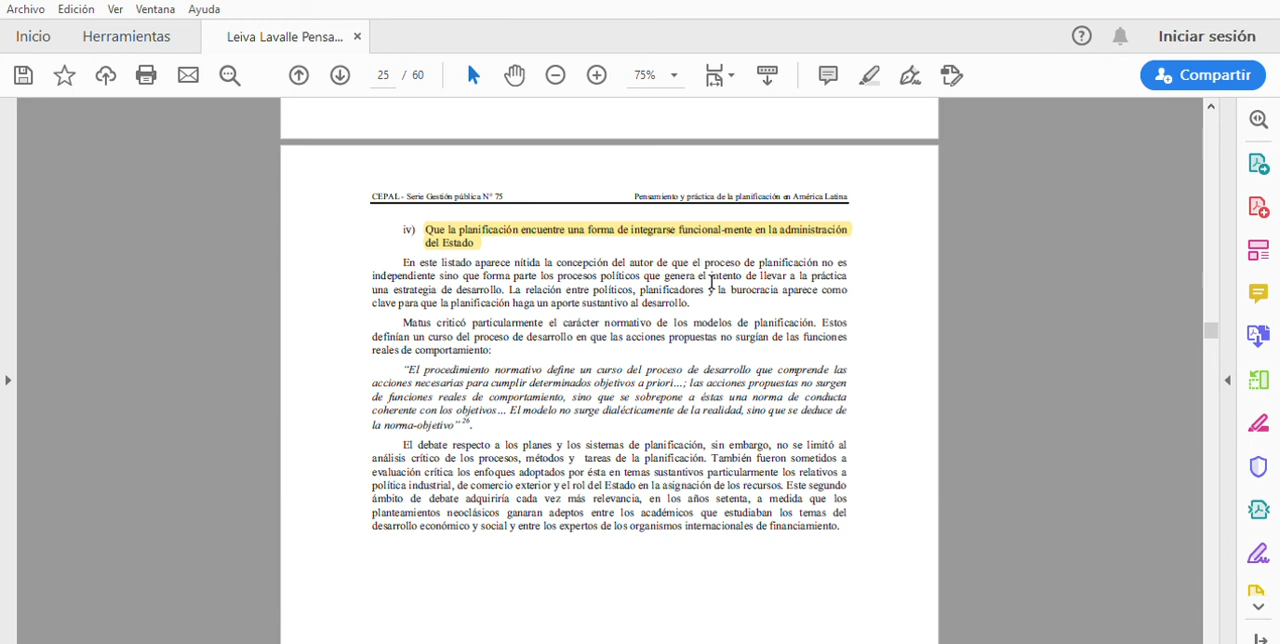 Archivo Edición Ver Ventana Ayuda
Inicio Herramientas Leiva Lavalle Pensa... × Iniciar sesión
25 / 60 75% Compartir
CEPAL - Serie Gestión pública N° 75 Pensamiento y práctica de la planificación en América Latina
iv) Que la planificación encuentre una forma de integrarse funcional-mente en la administración
del Estado
En este listado aparece nítida la concepción del autor de que el proceso de planificación no es
independiente sino que forma parte los procesos políticos que genera el intento de llevar a la práctica
una estrategia de desarrollo. La relación entre políticos, planificadores y la burocracia aparece como
clave para que la planificación haga un aporte sustantivo al desarrollo.
Matus criticó particularmente el carácter normativo de los modelos de planificación. Estos
definían un curso del proceso de desarrollo en que las acciones propuestas no surgían de las funciones
reales de comportamiento:
"El procedimiento normativo define un curso del proceso de desarrollo que comprende las
acciones necesarias para cumplir determinados objetivos a priori...; las acciones propuestas no surgen
de funciones reales de comportamiento, sino que se sobrepone a éstas una norma de conducta
coherente con los objetivos... El modelo no surge dialécticamente de la realidad, sino que se deduce de
la norma-objetivo" 26.
El debate respecto a los planes y los sistemas de planificación, sin embargo, no se limitó al
análisis crítico de los procesos, métodos y tareas de la planificación. También fueron sometidos a
evaluación crítica los enfoques adoptados por ésta en temas sustantivos particularmente los relativos a
política industrial, de comercio exterior y el rol del Estado en la asignación de los recursos. Este segundo
ámbito de debate adquiriría cada vez más relevancia, en los años setenta, a medida que los
planteamientos neoclásicos ganaran adeptos entre los académicos que estudiaban los temas del
desarrollo económico y social y entre los expertos de los organismos internacionales de financiamiento.